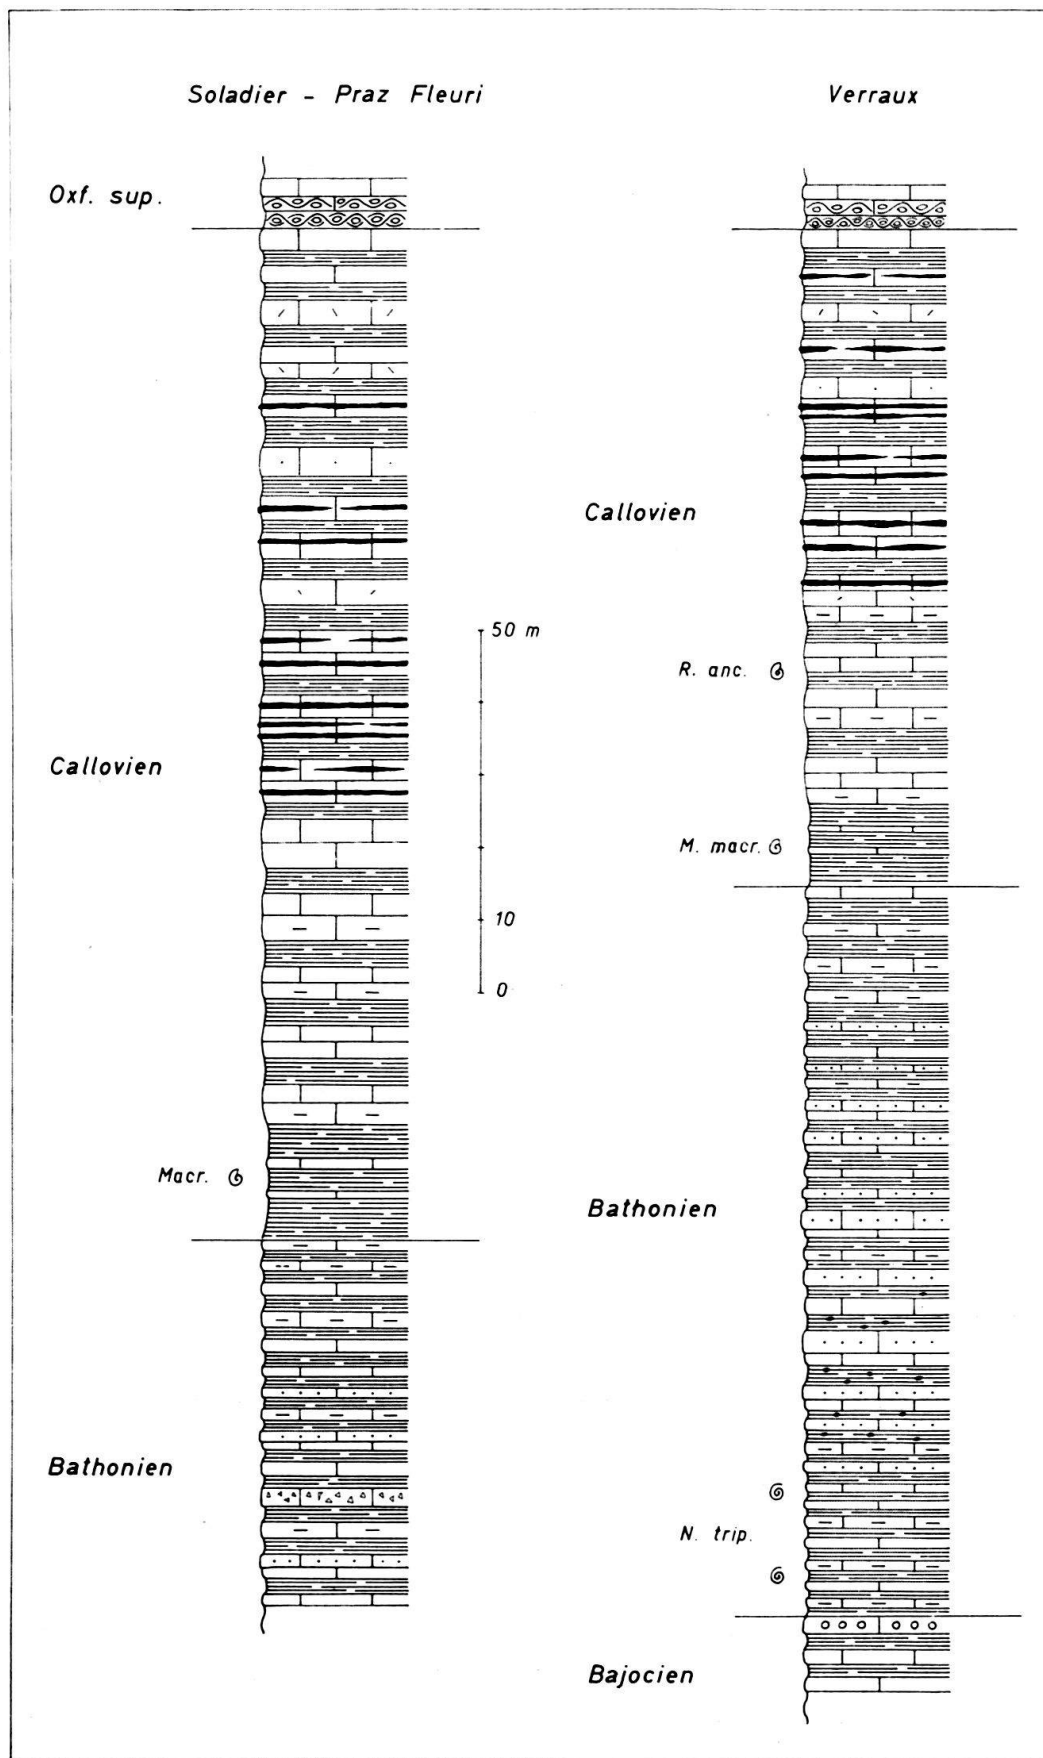 Soladier - Praz Fleuri
Verraux
Oxf. sup.
Callovien
50 m
R. anc.
Callovien
M. macr.
10
0
Macr.
Bathonien
Bathonien
N. trip.
Bajocien